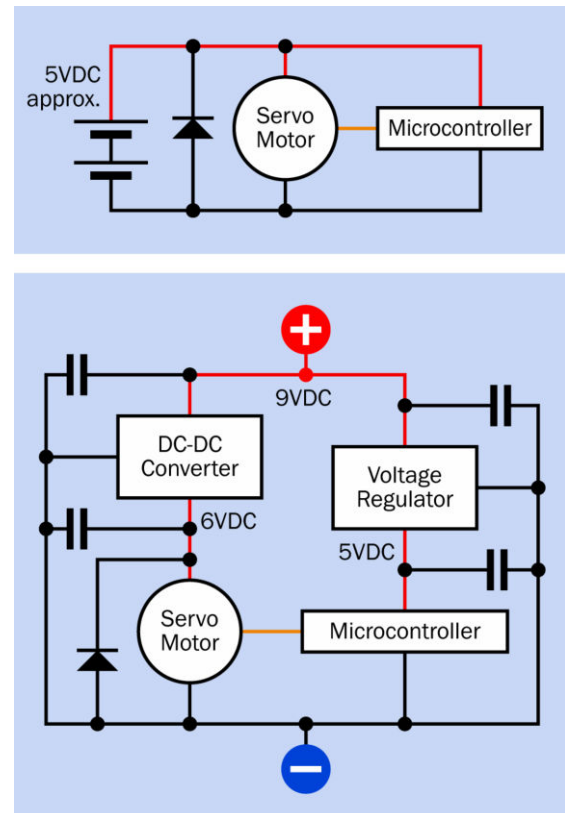 5VDC
approx.
Servo
Motor
Microcontroller
+
9VDC
DC-DC
Converter
Voltage
Regulator
6VDC
5VDC
Servo
Motor
Microcontroller
−